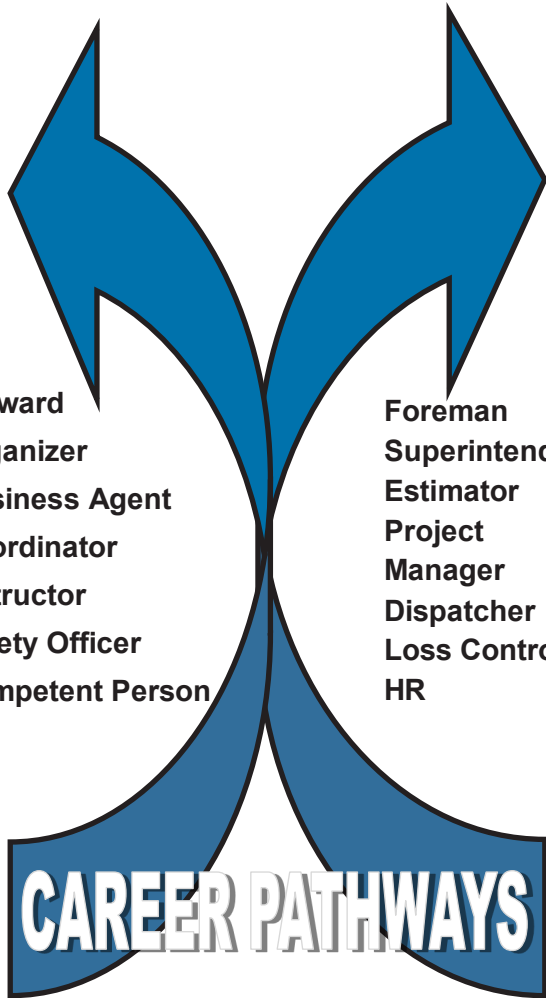 ward
ganizer
siness Agent
ordinator
tructor
ety Officer
mpetent Person
Foreman
Superintend
Estimator
Project
Manager
Dispatcher
Loss Contro
HR
CAREER PATHWAYS